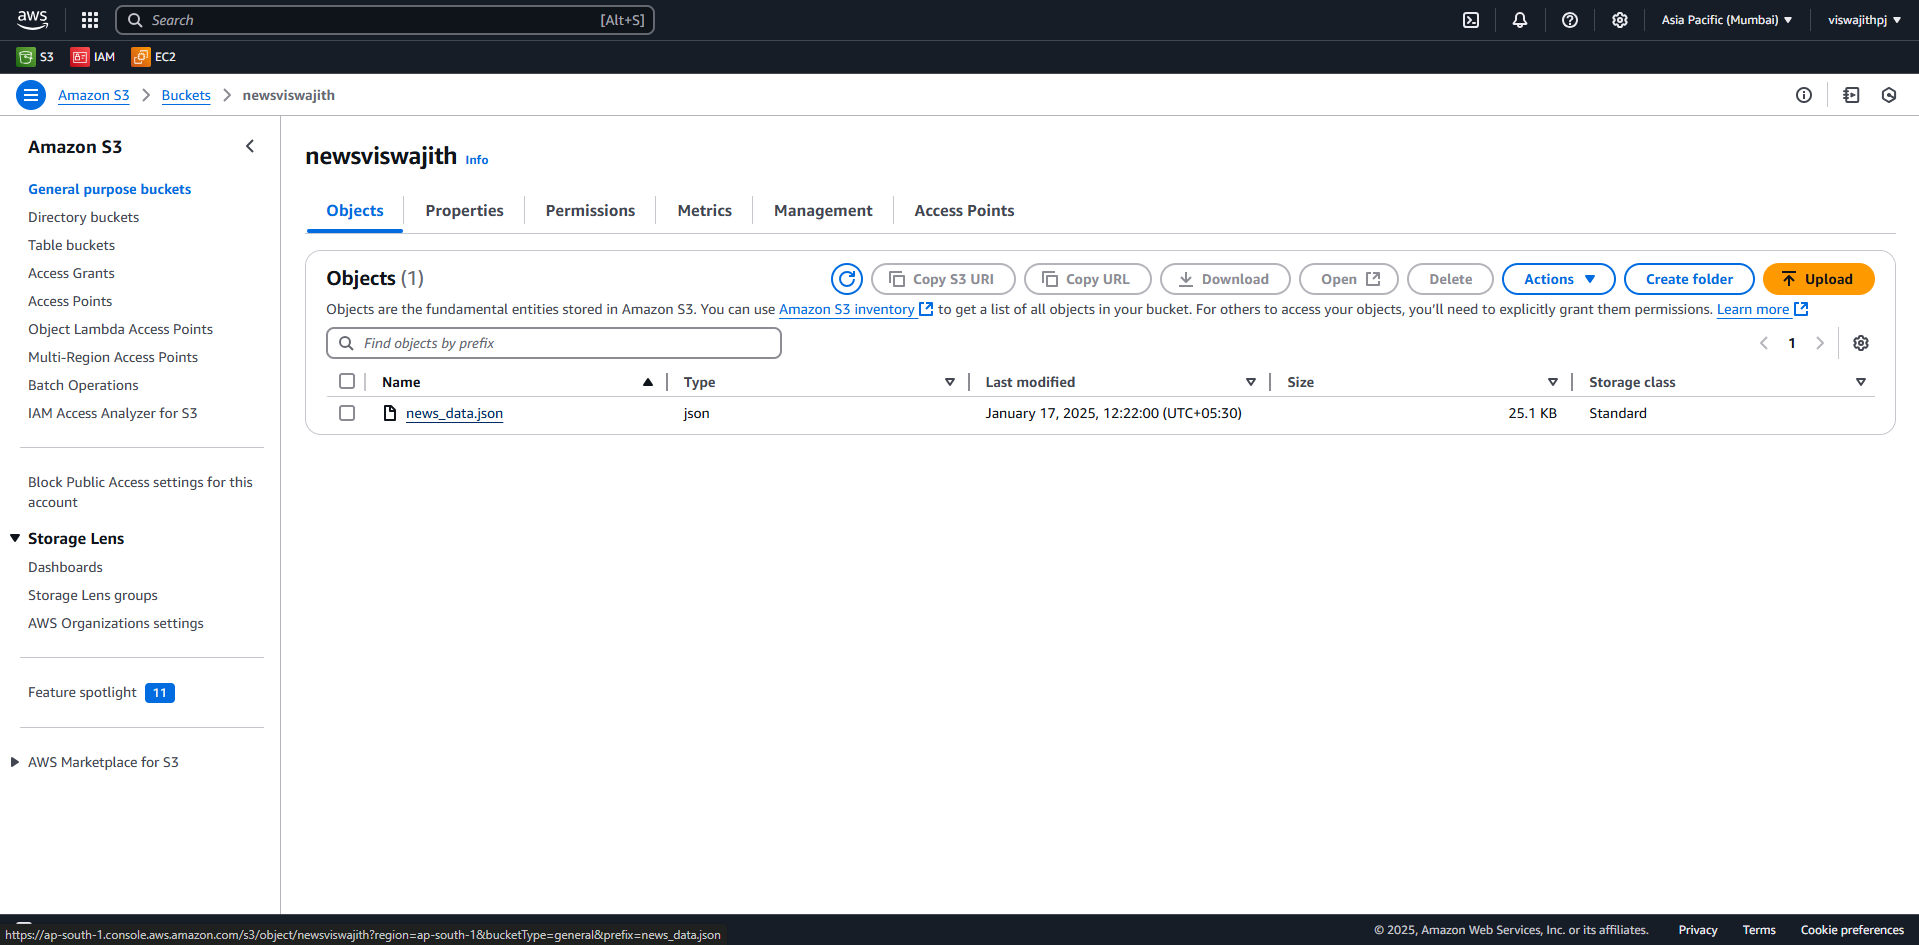 aws
Search [Alt+S]
Asia Pacific (Mumbai) viswajithpj
S3 IAM EC2
Amazon S3 Buckets newsviswajith
Amazon S3
General purpose buckets
Directory buckets
Table buckets
Access Grants
Access Points
Object Lambda Access Points
Multi-Region Access Points
Batch Operations
IAM Access Analyzer for S3
Block Public Access settings for this
account
Storage Lens
Dashboards
Storage Lens groups
AWS Organizations settings
Feature spotlight 11
AWS Marketplace for S3
newsviswajith Info
Objects Properties Permissions Metrics Management Access Points
Objects (1)
Copy S3 URI Copy URL Download Open Delete Actions Create folder Upload
Objects are the fundamental entities stored in Amazon S3. You can use Amazon S3 inventory to get a list of all objects in your bucket. For others to access your objects, you'll need to explicitly grant them permissions. Learn more
Find objects by prefix
1
Name Type Last modified Size Storage class
news_data.json json January 17, 2025, 12:22:00 (UTC+05:30) 25.1 KB Standard
https://ap-south-1.console.aws.amazon.com/s3/object/newsviswajith?region=ap-south-1&bucketType=general&prefix=news_data.json
© 2025, Amazon Web Services, Inc. or its affiliates. Privacy Terms Cookie preferences